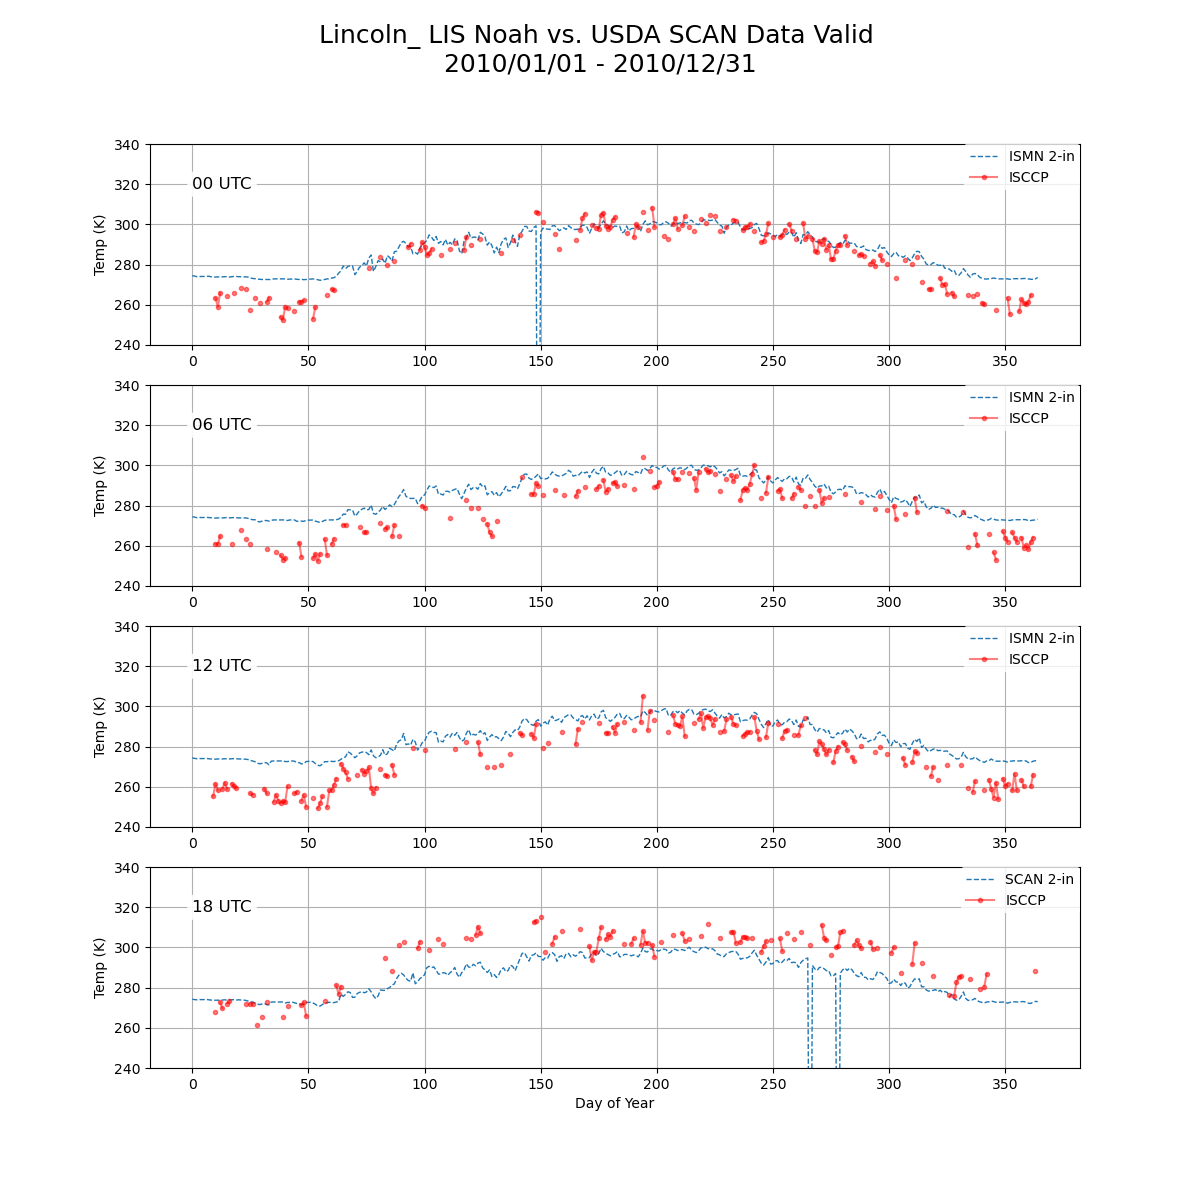 Lincoln_ LIS Noah vs. USDA SCAN Data Valid
2010/01/01 - 2010/12/31
340
320
300
280
260
240
Temp (K)
00 UTC
ISMN 2-in
ISCCP
0 50 100 150 200 250 300 350
340
320
300
280
260
240
Temp (K)
06 UTC
ISMN 2-in
ISCCP
0 50 100 150 200 250 300 350
340
320
300
280
260
240
Temp (K)
12 UTC
ISMN 2-in
ISCCP
0 50 100 150 200 250 300 350
340
320
300
280
260
240
Temp (K)
18 UTC
SCAN 2-in
ISCCP
0 50 100 150 200 250 300 350
Day of Year